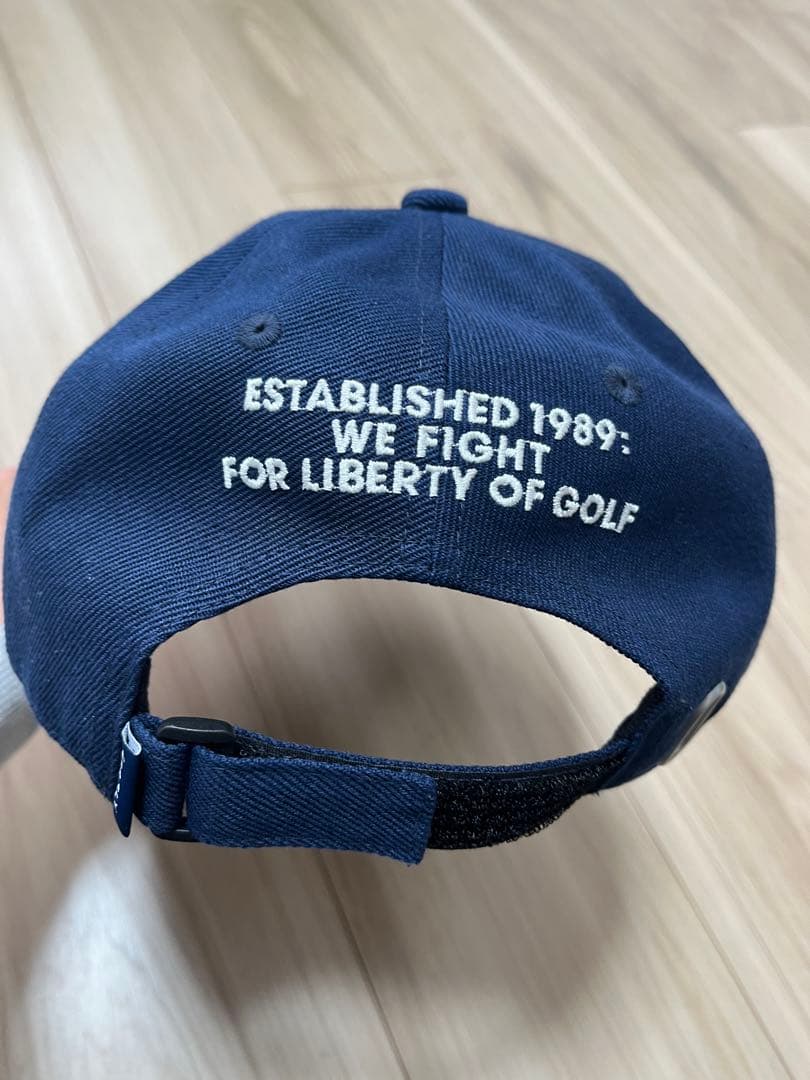 ESTABLISHED 1989:
WE FIGHT
FOR LIBERTY OF GOLF